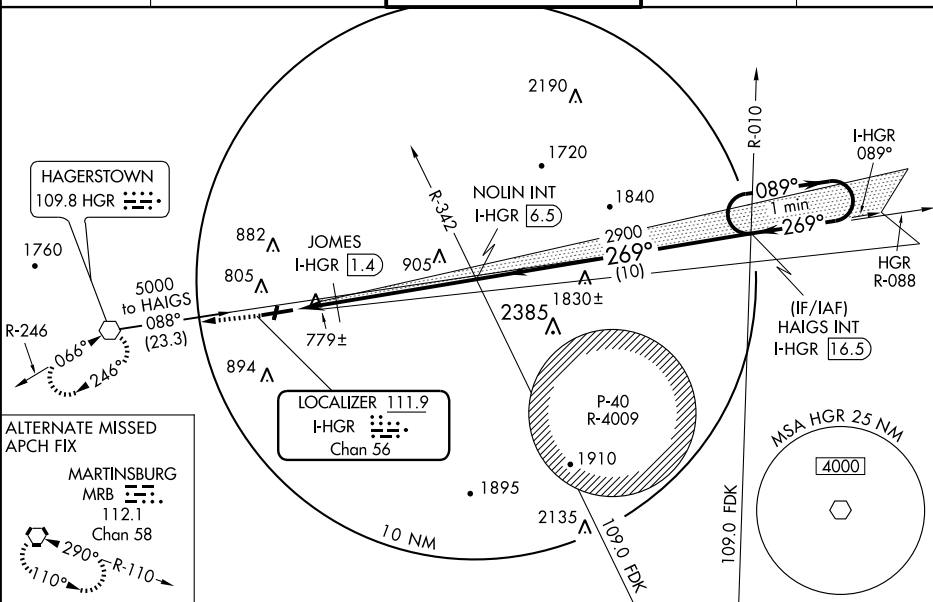 2190
R-010
I-HGR
089°
1720
HAGERSTOWN
109.8 HGR
R-342
NOLIN INT
I-HGR 6.5
1840
089°
1 min
269°
1760
882
JOMES
I-HGR 1.4
905
2900
269°
(10)
HGR
R-088
805
5000
to HAIGS
088°
(23.3)
1830±
2385
(IF/IAF)
HAIGS INT
I-HGR 16.5
R-246
066°
246°
779±
894
LOCALIZER 111.9
I-HGR
Chan 56
P-40
R-4009
MSA HGR 25 NM
4000
ALTERNATE MISSED
APCH FIX
MARTINSBURG
MRB
112.1
Chan 58
290°
R-110
110°
1910
1895
2135
10 NM
109.0 FDK
109.0 FDK